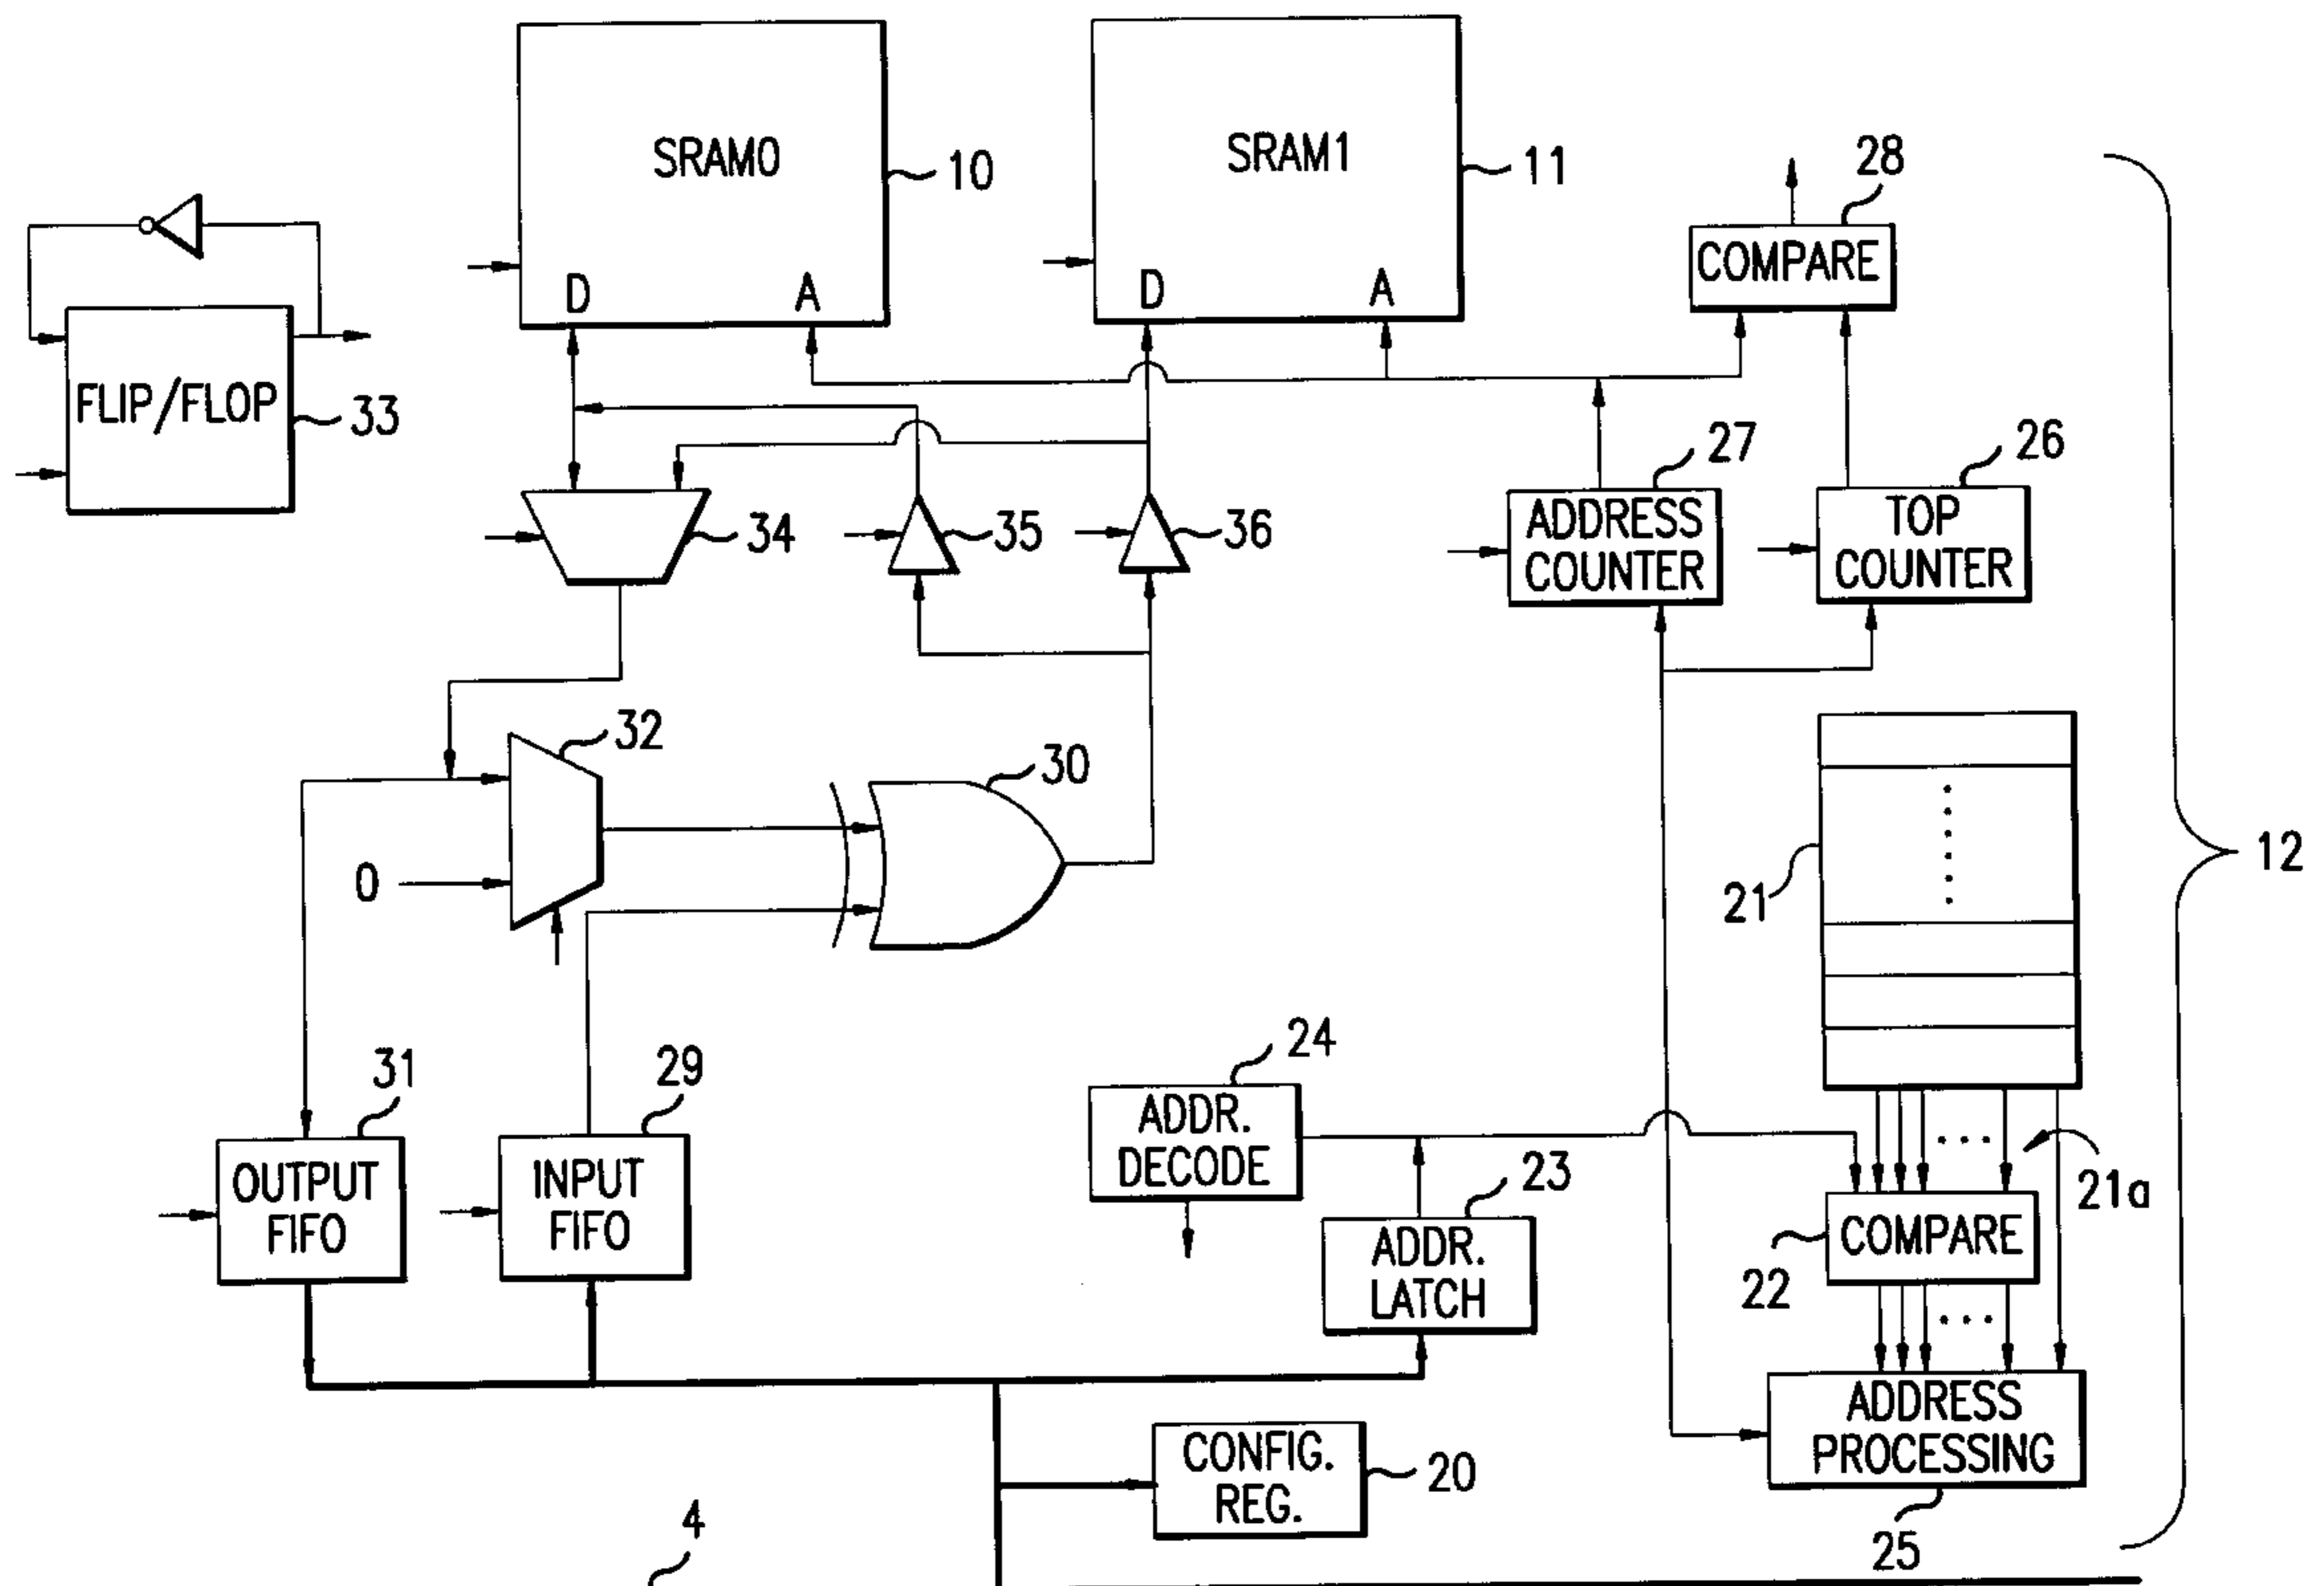 SRAM0
10
D
A
SRAM1
11
D
A
28
COMPARE
FLIP/FLOP
33
27
26
ADDRESS
COUNTER
TOP
COUNTER
34
35
36
32
30
0
12
21
24
31
29
ADDR.
DECODE
23
21a
OUTPUT
FIFO
INPUT
FIFO
ADDR.
LATCH
COMPARE
22
ADDRESS
PROCESSING
CONFIG.
REG.
20
4
25